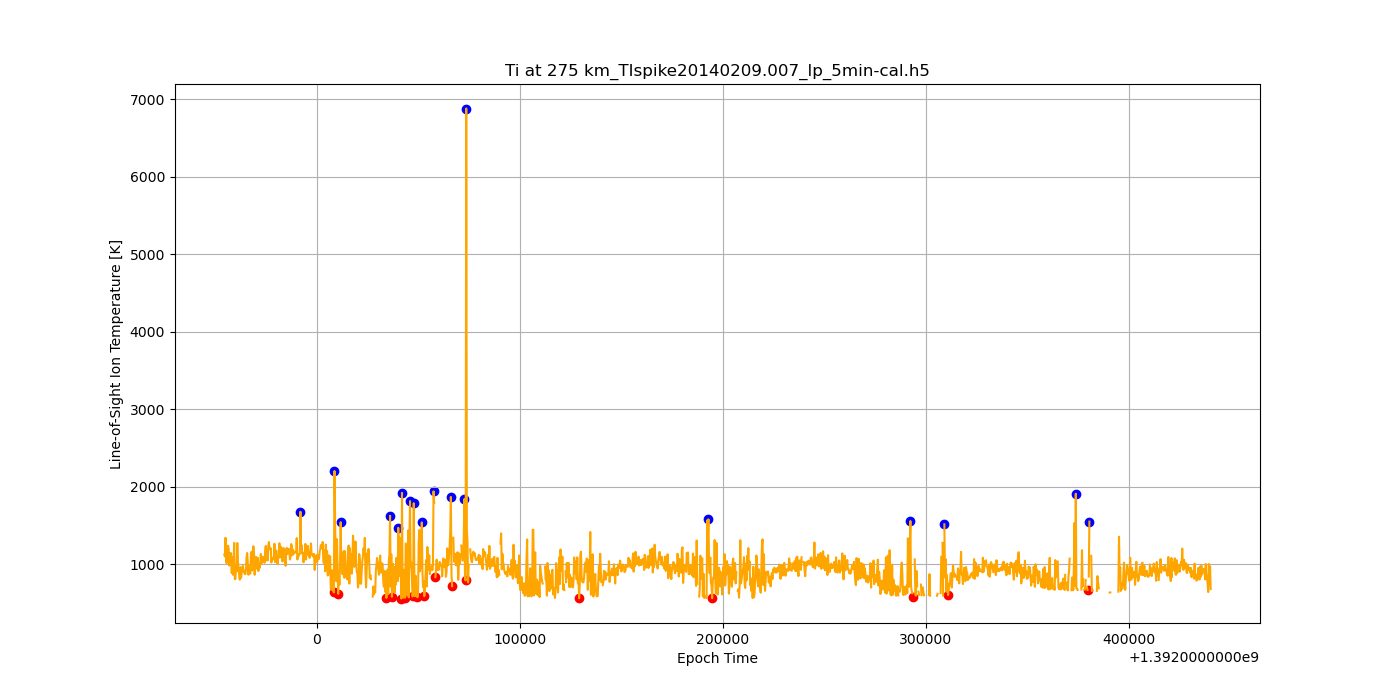 Ti at 275 km_TIspike20140209.007_lp_5min-cal.h5
7000
6000
5000
4000
3000
2000
1000
Line-of-Sight Ion Temperature [K]
0 100000 200000 300000 400000
Epoch Time
+1.3920000000e9